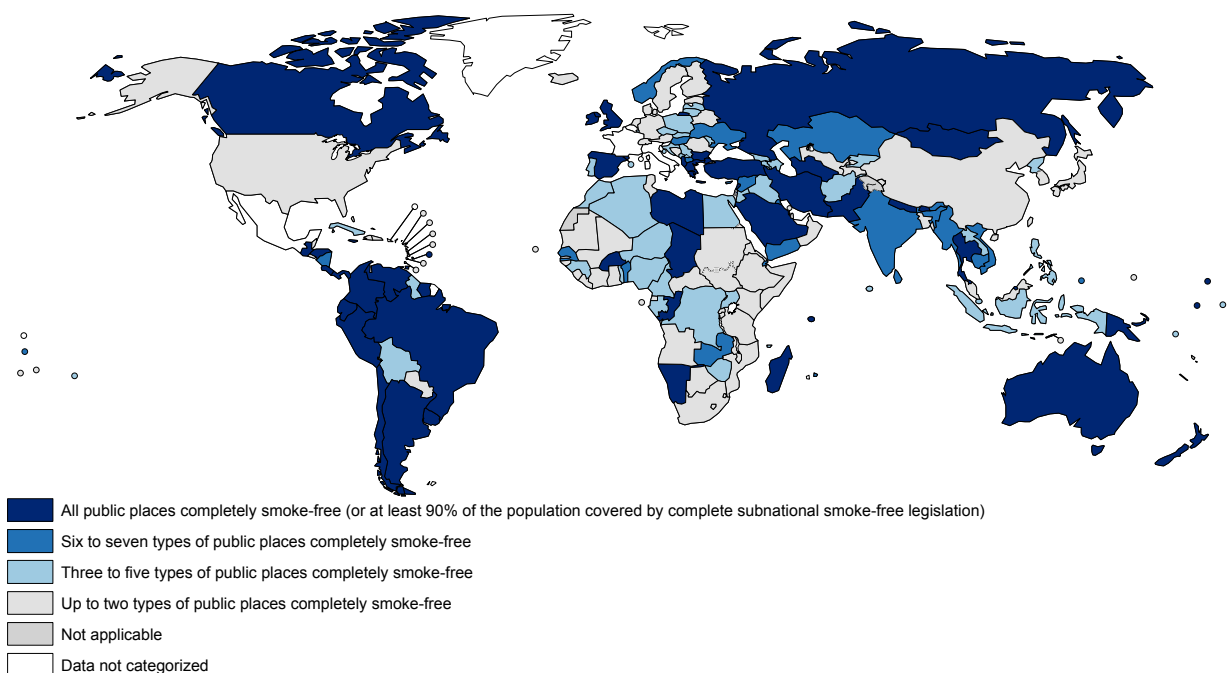 All public places completely smoke-free (or at least 90% of the population covered by complete subnational smoke-free legislation)
Six to seven types of public places completely smoke-free
Three to five types of public places completely smoke-free
Up to two types of public places completely smoke-free
Not applicable
Data not categorized